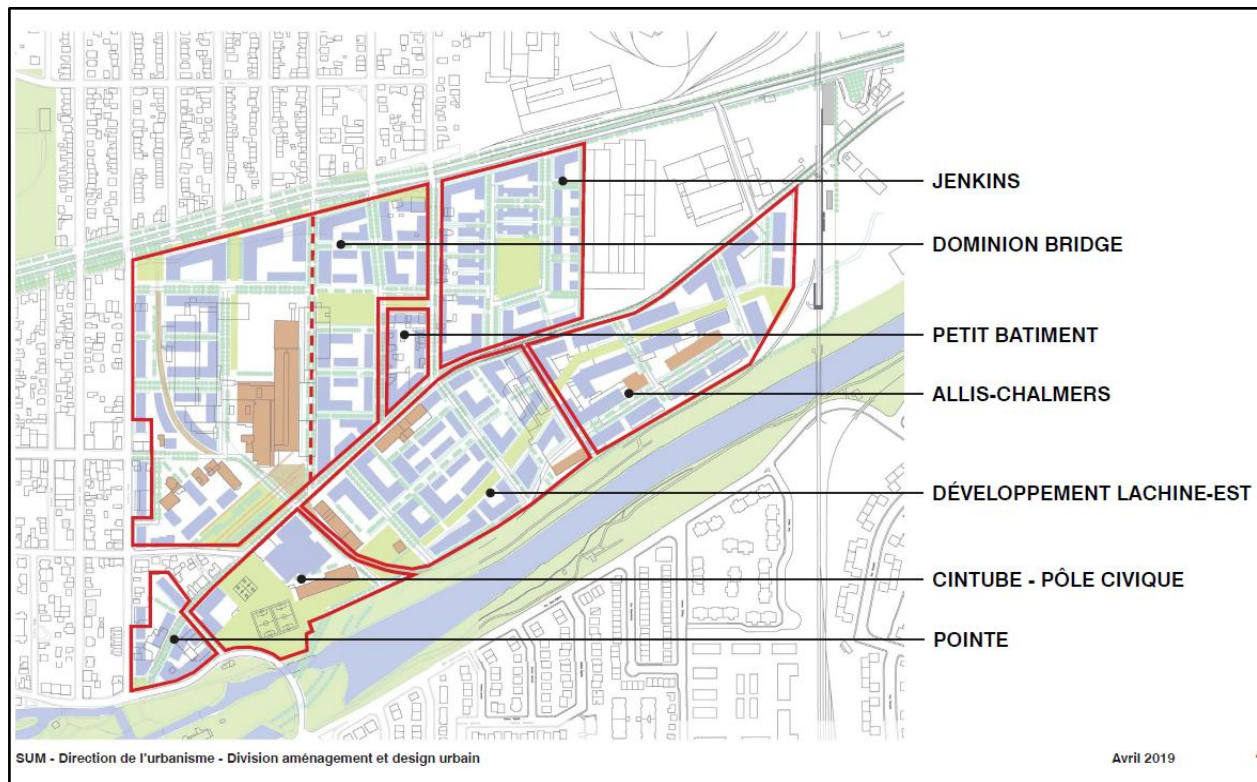 JENKINS
DOMINION BRIDGE
PETIT BATIMENT
ALLIS-CHALMERS
DÉVELOPPEMENT LACHINE-EST
CINTUBE - PÔLE CIVIQUE
POINTE
SUM - Direction de l'urbanisme - Division aménagement et design urbain
Avril 2019